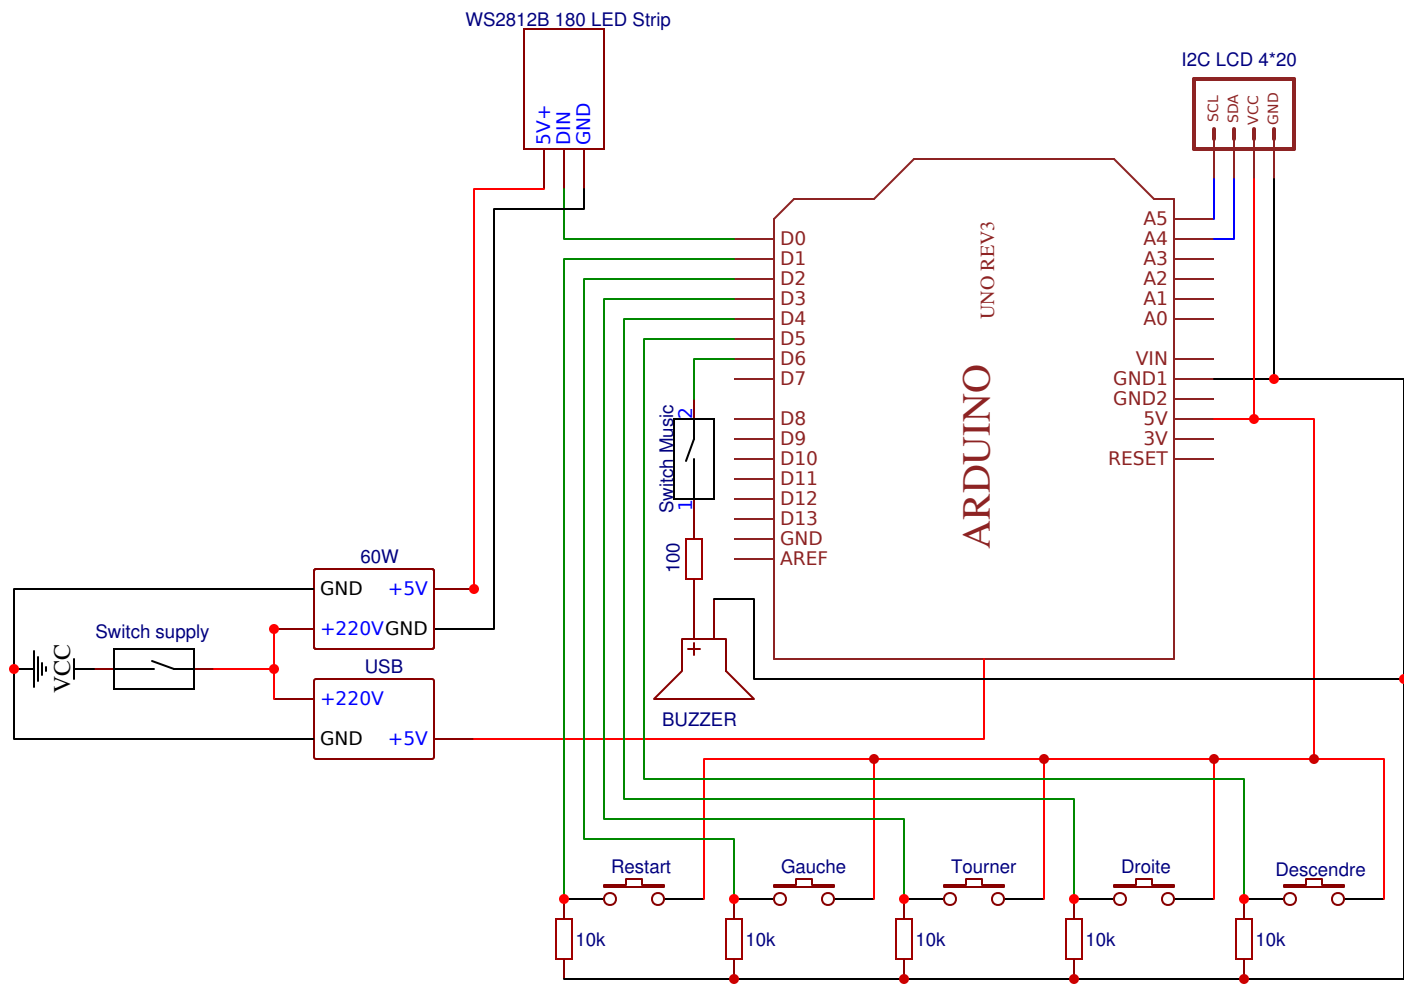 WS2812B 180 LED Strip
5V+
DIN
GND
I2C LCD 4*20
SCL
SDA
VCC
GND
UNO REV3
ARDUINO
D0
D1
D2
D3
D4
D5
D6
D7
D8
D9
D10
D11
D12
D13
GND
AREF
A5
A4
A3
A2
A1
A0
VIN
GND1
GND2
5V
3V
RESET
Switch Music
2
1
100
BUZZER
60W
GND +5V
+220V GND
Switch supply
VCC
USB
+220V
GND +5V
Restart
Gauche
Tourner
Droite
Descendre
10k
10k
10k
10k
10k